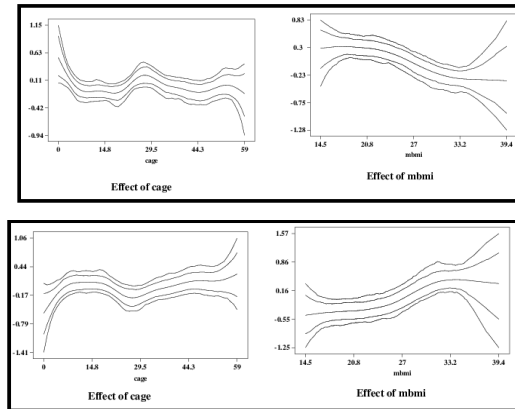 1.15
0.63
0.11
-0.42
-0.94
0 14.8 29.5 44.3 59
cage
Effect of cage
0.83
0.3
-0.23
-0.75
-1.28
14.5 20.8 27 33.2 39.4
mbmi
Effect of mbmi
1.06
0.44
-0.17
-0.79
-1.41
0 14.8 29.5 44.3 59
cage
Effect of cage
1.57
0.86
0.16
-0.55
-1.25
14.5 20.8 27 33.2 39.4
mbmi
Effect of mbmi